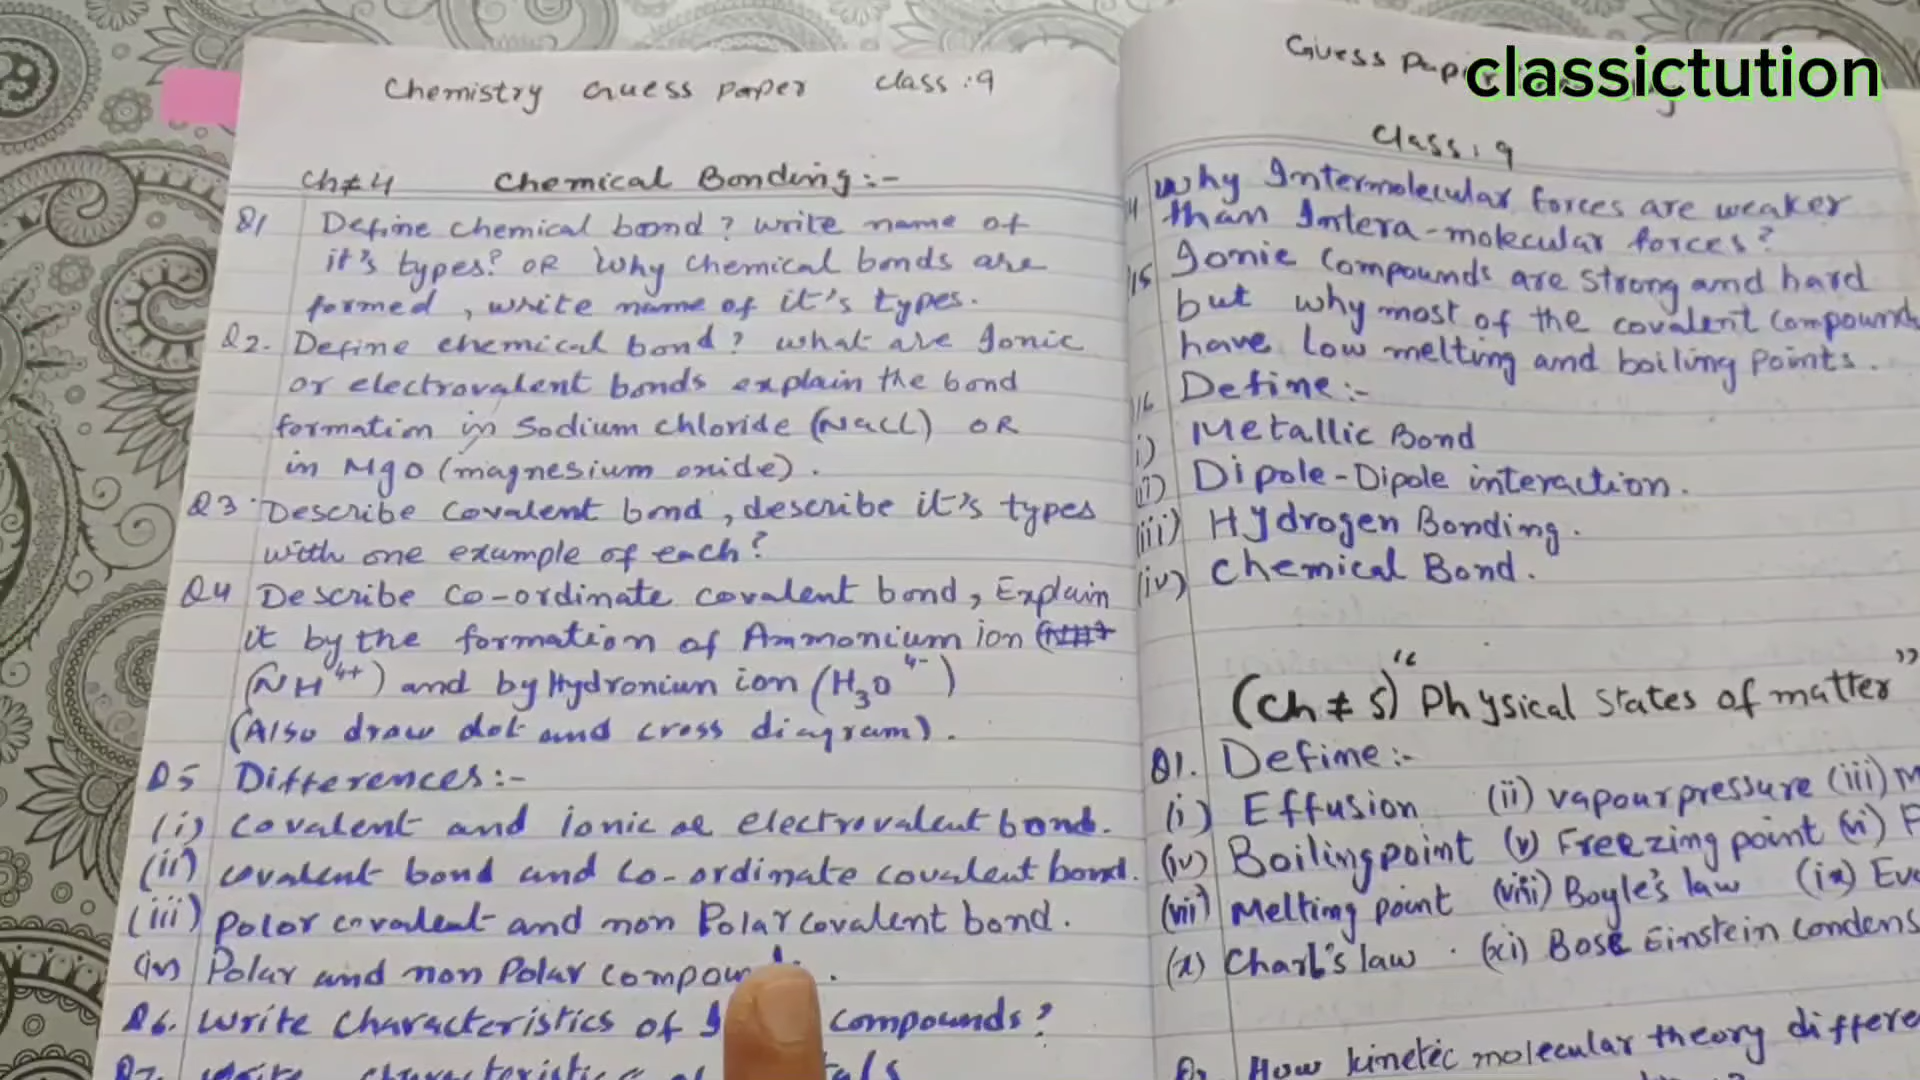 Chemistry Guess Paper Class : 9
Ch # 4 Chemical Bonding :-
Q1 Define chemical bond ? write name of
it's types? OR Why chemical bonds are
formed , write name of it's types.
Q2. Define chemical bond? what are Ionic
or electrovalent bonds explain the bond
formation in Sodium chloride (NaCL) OR
in MgO (magnesium oxide) .
Q3 Describe Covalent bond, describe it's types
with one example of each?
Q4 Describe Co-ordinate covalent bond, Explain
it by the formation of Ammonium ion
(NH4+) and by Hydronium ion (H3O4-)
(Also draw dot and cross diagram).
Q5 Differences :-
(i) Covalent and ionic or electrovalent bond.
(ii) covalent bond and Co-ordinate covalent bond.
(iii) Polar covalent and non Polar covalent bond.
(iv) Polar and non Polar
Q6. Write characteristics of compounds?
Q7. write characteristics
Guess
classictution
Class : 9
Why Intermolecular forces are weaker
than Intera-molecular forces?
15 Ionic Compounds are strong and hard
but why most of the covalent Compounds
have low melting and boiling points.
16 Define :-
i) Metallic Bond
(ii) Dipole-Dipole interaction.
(iii) Hydrogen Bonding.
(iv) Chemical Bond.
(Ch # 5) "Physical States of matter"
Q1. Define :-
(i) Effusion (ii) vapour pressure (iii)
(iv) Boiling point (v) Freezing point (vi)
(vii) Melting point (viii) Boyle's law (ix)
(x) Charl's law . (xi) Bose Einstein
How kinetic molecular theory